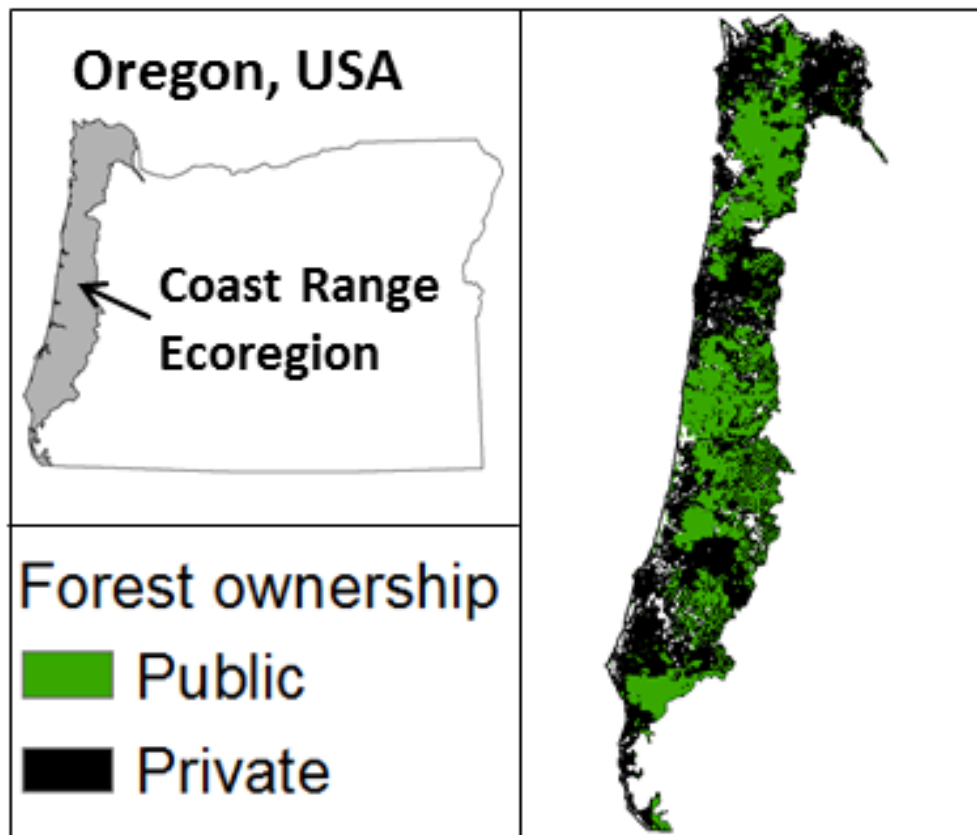 Oregon, USA
Coast Range
Ecoregion
Forest ownership
Public
Private